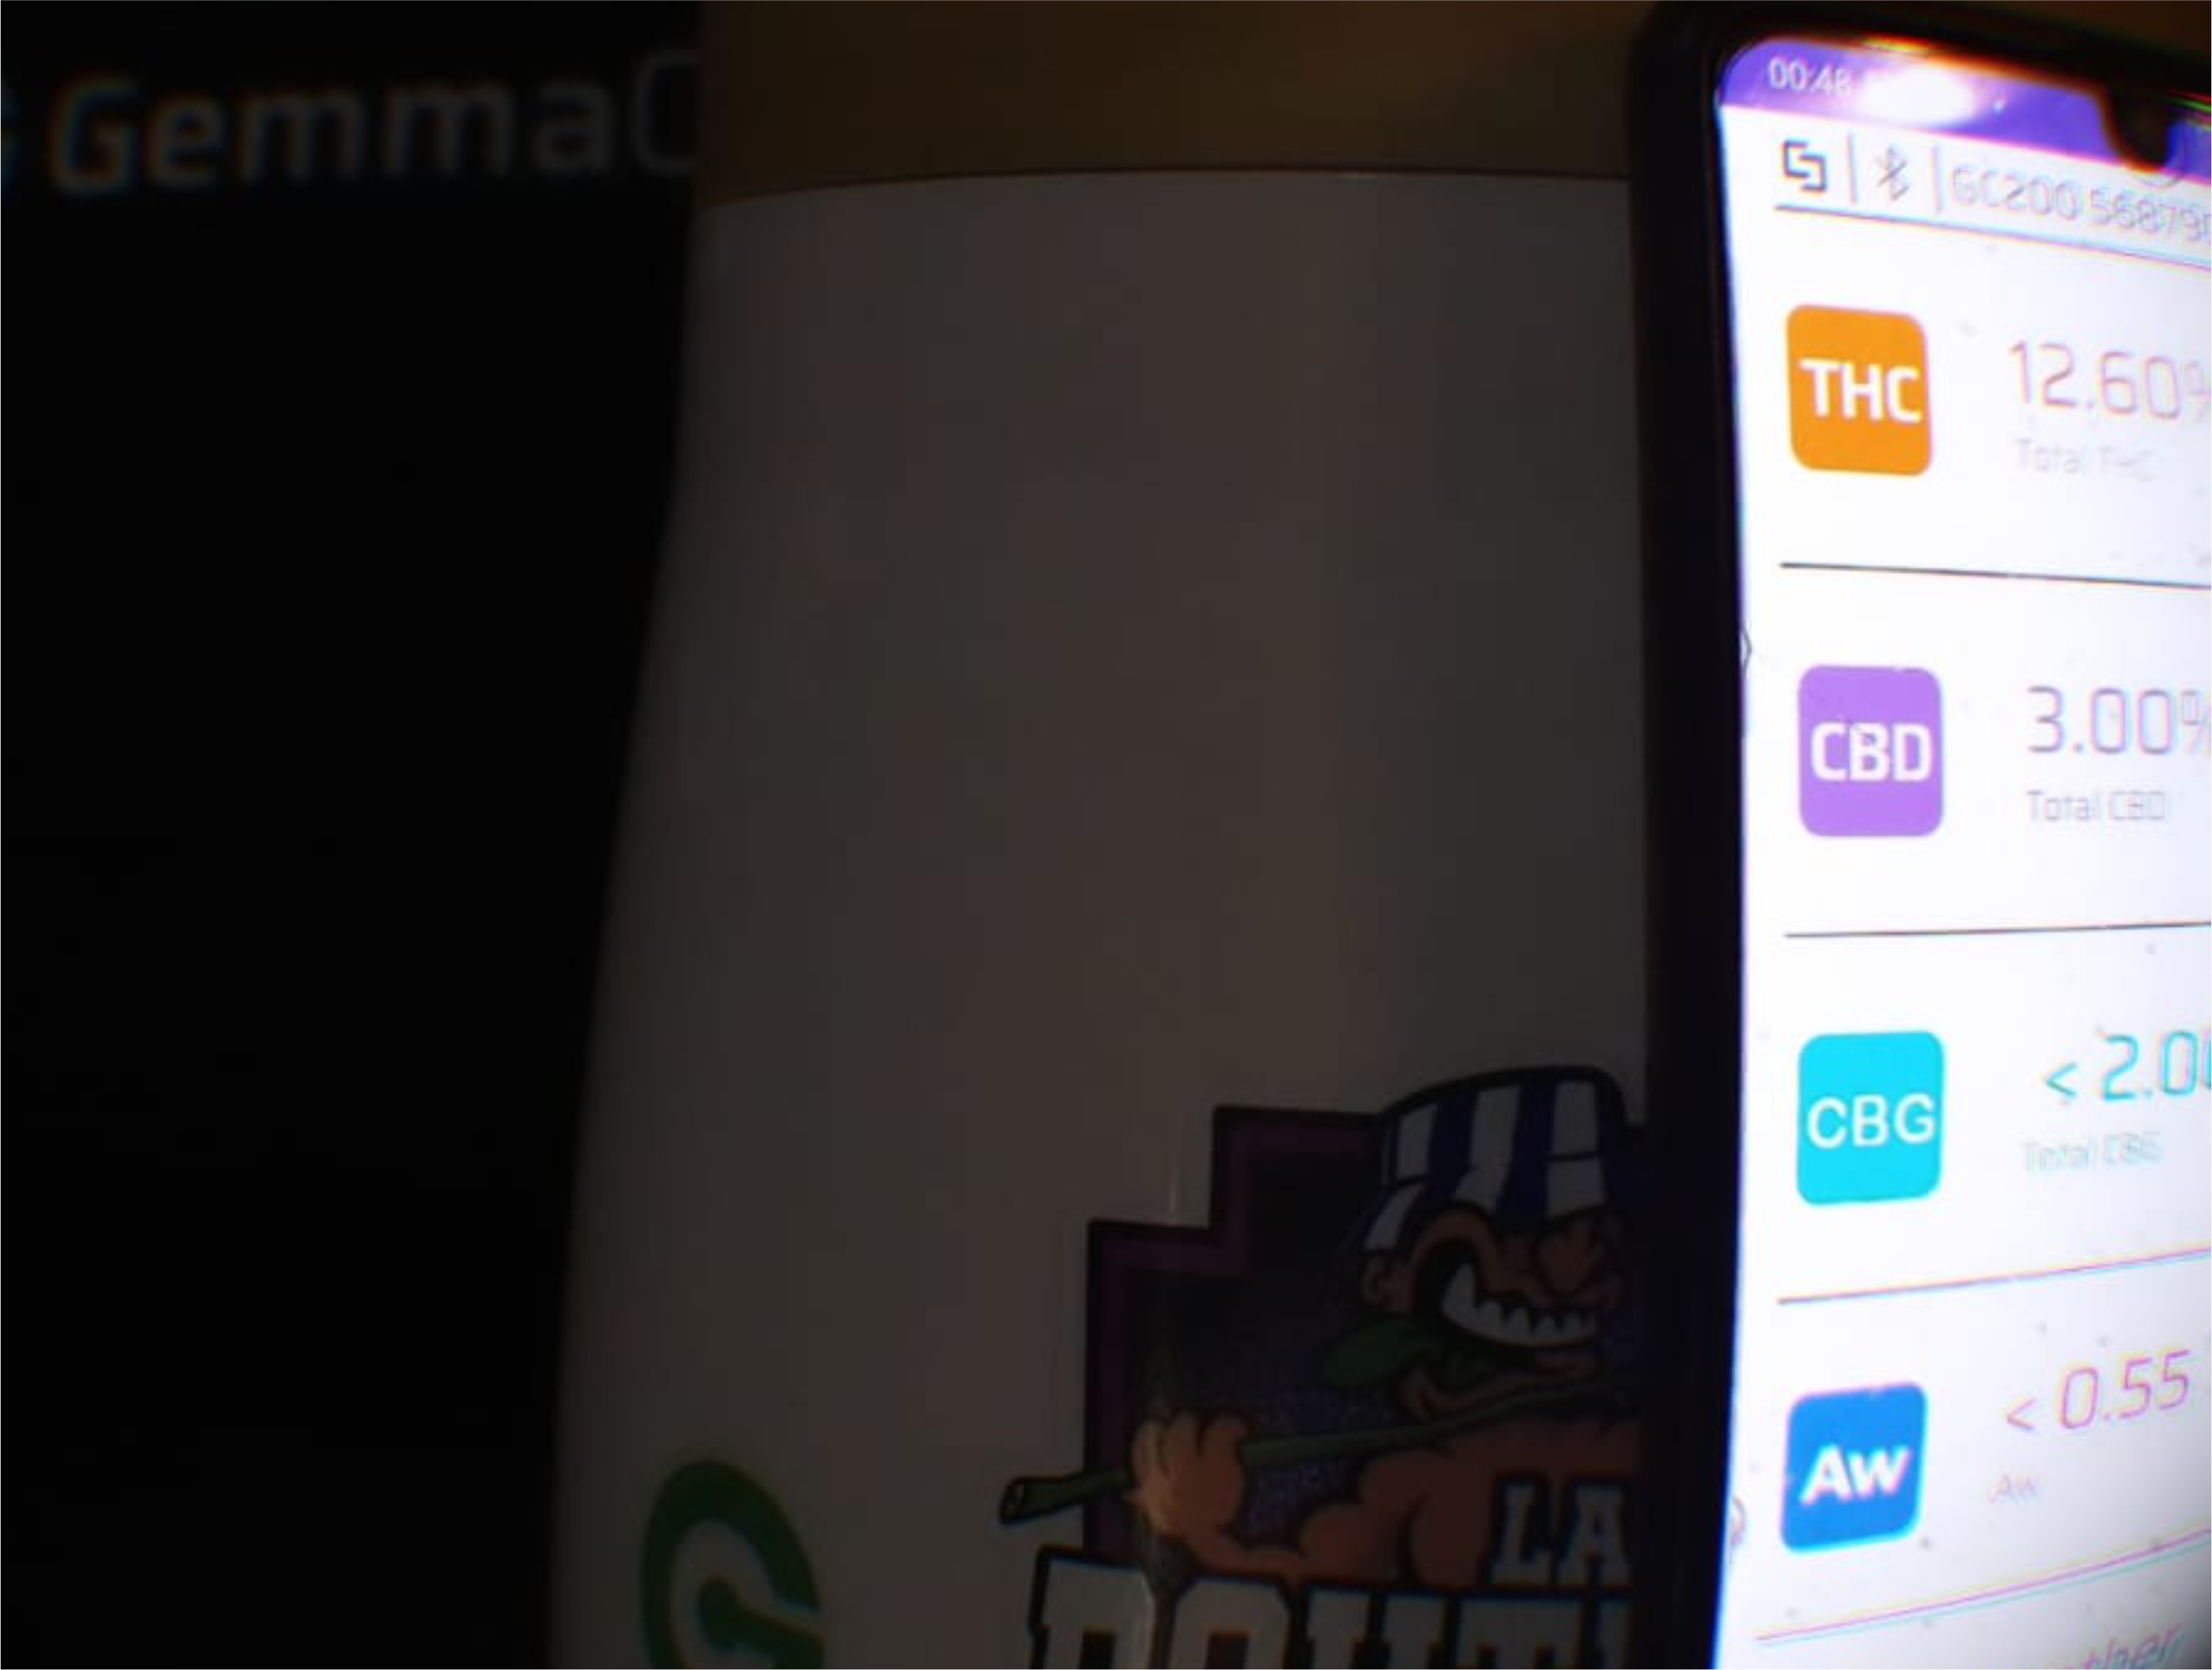 GemmaC
00:48
GC200 56879
THC
12.60%
Total THC
CBD
3.00%
Total CBD
CBG
< 2.00
Total CBG
Aw
< 0.55
Aw
LA